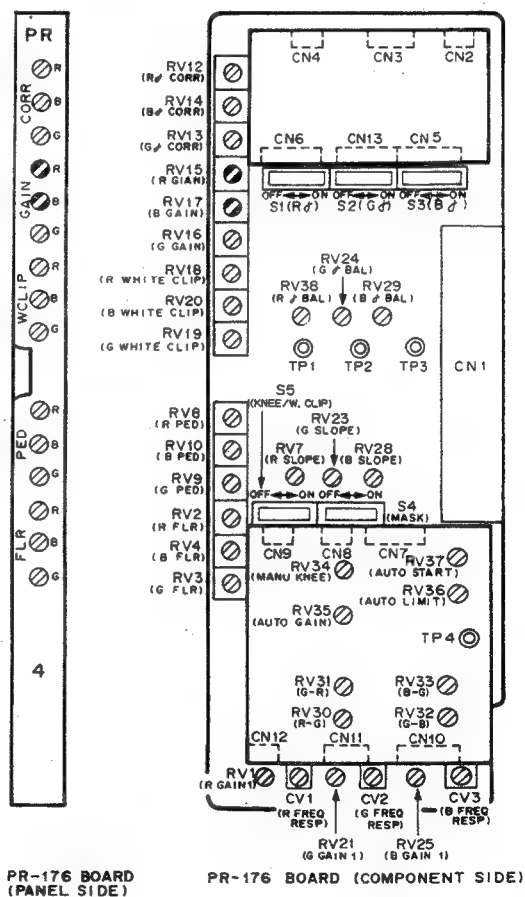 PR
CORR
R
B
G
GAIN
R
B
G
WCLIP
R
B
G
PED
R
B
G
FLR
R
B
G
4
PR-176 BOARD
(PANEL SIDE)
RV12
(R♂ CORR)
RV14
(B♂ CORR)
RV13
(G♂ CORR)
RV15
(R GIAN)
RV17
(B GAIN)
RV16
(G GAIN)
RV18
(R WHITE CLIP)
RV20
(B WHITE CLIP)
RV19
(G WHITE CLIP)
RV8
(R PED)
RV10
(B PED)
RV9
(G PED)
RV2
(R FLR)
RV4
(B FLR)
RV3
(G FLR)
CN4
CN3
CN2
CN6
CN13
CN5
OFF ↔ ON
OFF ↔ ON
OFF ↔ ON
S1(R♂)
S2(G♂)
S3(B♂)
RV24
(G♂ BAL)
RV38
(R♂ BAL)
RV29
(B♂ BAL)
TP1
TP2
TP3
CN1
S5
(KNEE/W. CLIP)
RV23
(G SLOPE)
RV7
(R SLOPE)
RV28
(B SLOPE)
OFF ↔ ON
OFF ↔ ON
S4
(MASK)
CN9
CN8
CN7
RV34
(MANU KNEE)
RV37
(AUTO START)
RV36
(AUTO LIMIT)
RV35
(AUTO GAIN)
TP4
RV31
(G-R)
RV33
(B-G)
RV30
(R-G)
RV32
(G-B)
CN12
CN11
CN10
RV1
(R GAIN1)
CV1
(R FREQ
RESP)
CV2
(G FREQ
RESP)
CV3
(B FREQ
RESP)
RV21
(G GAIN 1)
RV25
(B GAIN 1)
PR-176 BOARD (COMPONENT SIDE)